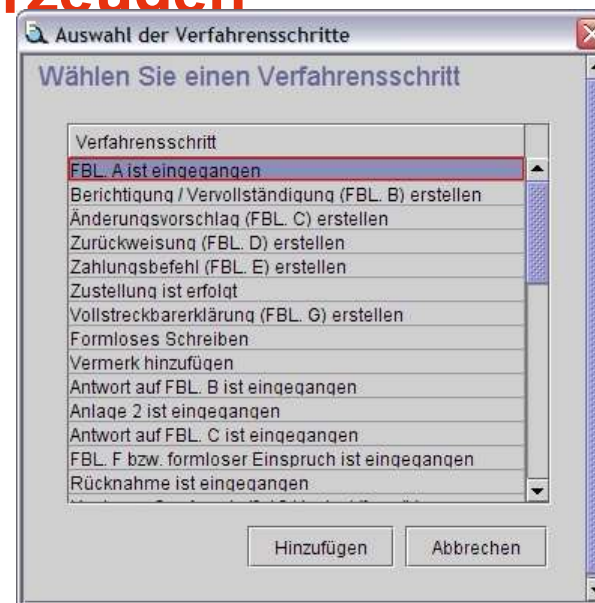 Auswahl der Verfahrensschritte
Wählen Sie einen Verfahrensschritt
Verfahrensschritt
FBL. A ist eingegangen
Berichtigung / Vervollständigung (FBL. B) erstellen
Änderungsvorschlag (FBL. C) erstellen
Zurückweisung (FBL. D) erstellen
Zahlungsbefehl (FBL. E) erstellen
Zustellung ist erfolgt
Vollstreckbarerklärung (FBL. G) erstellen
Formloses Schreiben
Vermerk hinzufügen
Antwort auf FBL. B ist eingegangen
Anlage 2 ist eingegangen
Antwort auf FBL. C ist eingegangen
FBL. F bzw. formloser Einspruch ist eingegangen
Rücknahme ist eingegangen
Hinzufügen Abbrechen